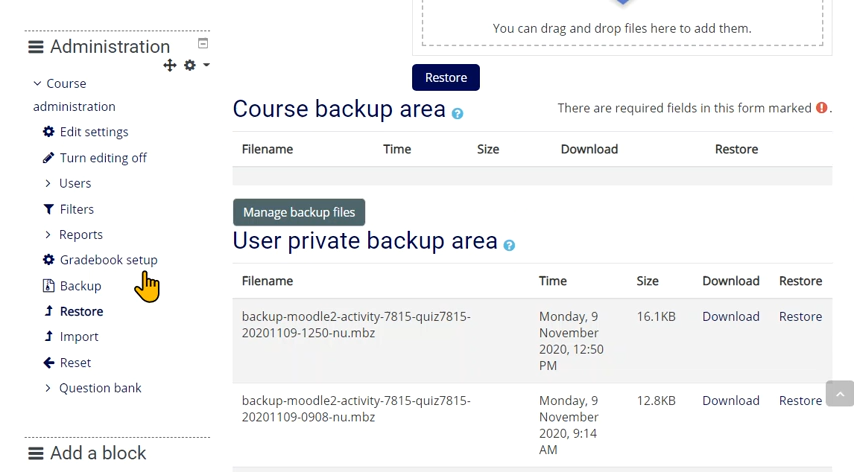 Administration
Course
administration
Edit settings
Turn editing off
Users
Filters
Reports
Gradebook setup
Backup
Restore
Import
Reset
Question bank
Add a block
You can drag and drop files here to add them.
Restore
Course backup area ?
There are required fields in this form marked ! .
Filename Time Size Download Restore
Manage backup files
User private backup area ?
Filename Time Size Download Restore
backup-moodle2-activity-7815-quiz7815- Monday, 9 16.1KB Download Restore
20201109-1250-nu.mbz November
2020, 12:50
PM
backup-moodle2-activity-7815-quiz7815- Monday, 9 12.8KB Download Restore
20201109-0908-nu.mbz November
2020, 9:14
AM